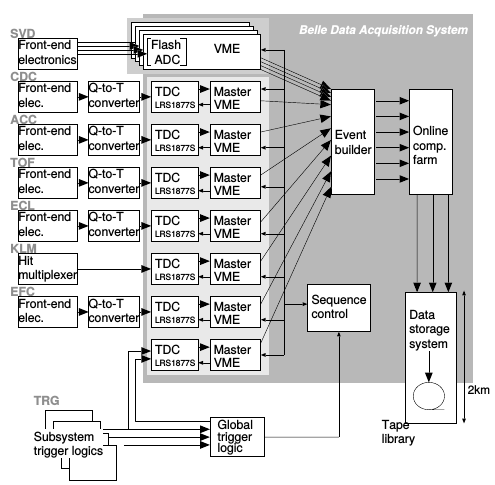 Belle Data Acquisition System
SVD
Front-end
electronics
Flash
ADC
VME
CDC
Front-end
elec.
Q-to-T
converter
TDC
LRS1877S
Master
VME
ACC
Front-end
elec.
Q-to-T
converter
TDC
LRS1877S
Master
VME
TOF
Front-end
elec.
Q-to-T
converter
TDC
LRS1877S
Master
VME
ECL
Front-end
elec.
Q-to-T
converter
TDC
LRS1877S
Master
VME
KLM
Hit
multiplexer
TDC
LRS1877S
Master
VME
EFC
Front-end
elec.
Q-to-T
converter
TDC
LRS1877S
Master
VME
TDC
LRS1877S
Master
VME
Event
builder
Online
comp.
farm
Sequence
control
Data
storage
system
2km
Tape
library
TRG
Subsystem
trigger logics
Global
trigger
logic